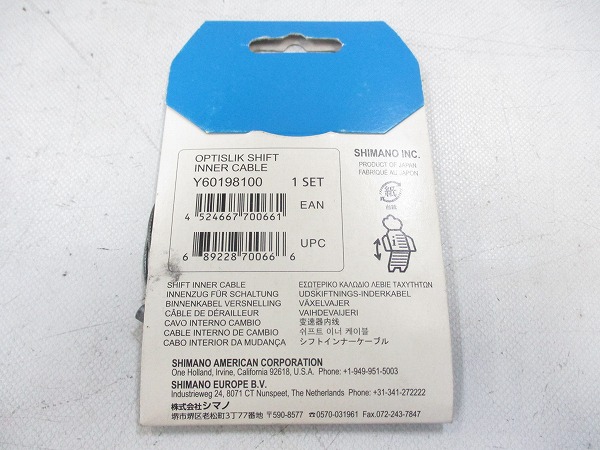 OPTISLIK SHIFT
INNER CABLE
Y60198100 1 SET
4 524667 700661 EAN
6 89228 70066 6 UPC
SHIMANO INC.
PRODUCT OF JAPAN
FABRIQUÉ AU JAPON
紙
台紙
SHIFT INNER CABLE
INNENZUG FÜR SCHALTUNG
BINNENKABEL VERSNELLING
CÂBLE DE DÉRAILLEUR
CAVO INTERNO CAMBIO
CABLE INTERNO DE CAMBIO
CABO INTERIOR DA MUDANÇA
ΕΣΩΤΕΡΙΚΟ ΚΑΛΩΔΙΟ ΛΕΒΙΕ ΤΑΧΥΤΗΤΩΝ
UDSKIFTNINGS-INDERKABEL
VÄXELVAJER
VAIHDEVAIJERI
变速器内线
쉬프트 이너 케이블
シフトインナーケーブル
SHIMANO AMERICAN CORPORATION
One Holland, Irvine, California 92618, U.S.A. Phone: +1-949-951-5003
SHIMANO EUROPE B.V.
Industrieweg 24, 8071 CT Nunspeet, The Netherlands Phone: +31-341-272222
株式会社シマノ
堺市堺区老松町3丁77番地 〒590-8577 ☎0570-031961 Fax.072-243-7847